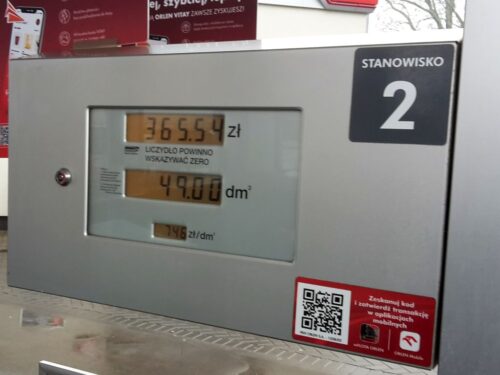 ORLEN VITAY ZAWSZE ZYSKUJESZ!
STANOWISKO
2
365.54 zł
LICZYDŁO POWINNO
WSKAZYWAĆ ZERO
49.00 dm³
7.46 zł/dm³
Zeskanuj kod
i zatwierdź transakcję
w aplikacjach
mobilnych
ORLEN Mobile